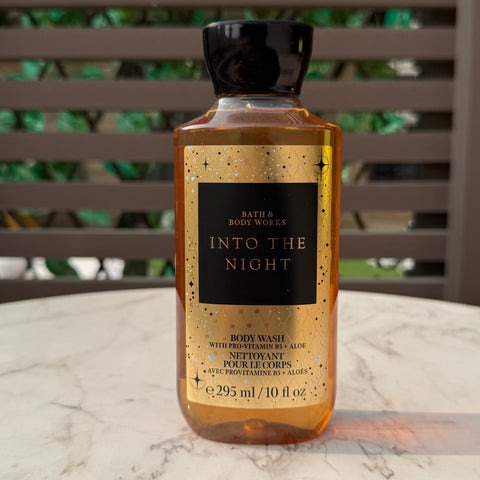 BATH &
BODY WORKS
INTO THE
NIGHT
BODY WASH
WITH PRO-VITAMIN B5 + ALOE
NETTOYANT
POUR LE CORPS
AVEC PROVITAMINE B5 + ALOÈS
℮ 295 ml / 10 fl oz